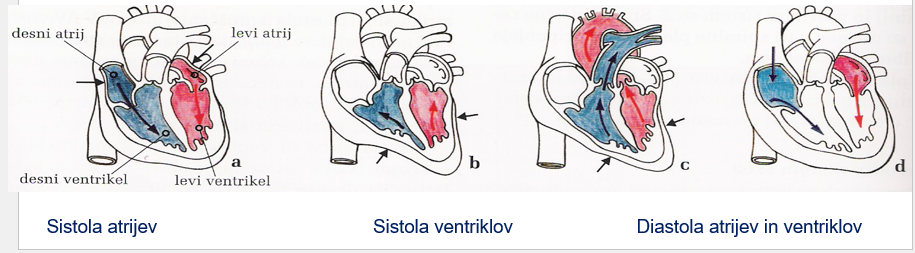 desni atrij
levi atrij
a
b
c
d
desni ventrikel
levi ventrikel
Sistola atrijev
Sistola ventriklov
Diastola atrijev in ventriklov